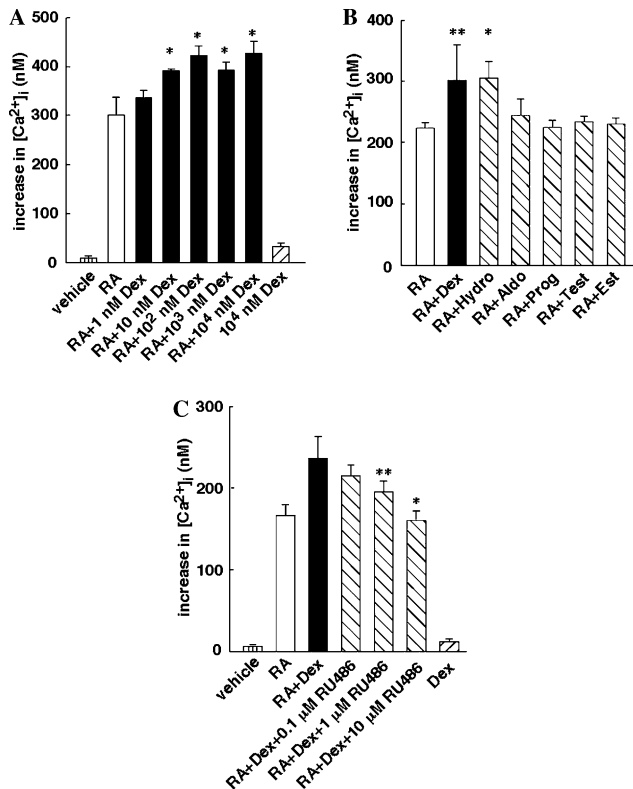 A
increase in [Ca2+]i (nM)
500
400
300
200
100
0
* * * *
vehicle
RA
RA+1 nM Dex
RA+10 nM Dex
RA+102 nM Dex
RA+103 nM Dex
RA+104 nM Dex
104 nM Dex
B
increase in [Ca2+]i (nM)
400
300
200
100
0
** *
RA
RA+Dex
RA+Hydro
RA+Aldo
RA+Prog
RA+Test
RA+Est
C
increase in [Ca2+]i (nM)
300
200
100
0
** *
vehicle
RA
RA+Dex
RA+Dex+0.1 μM RU486
RA+Dex+1 μM RU486
RA+Dex+10 μM RU486
Dex